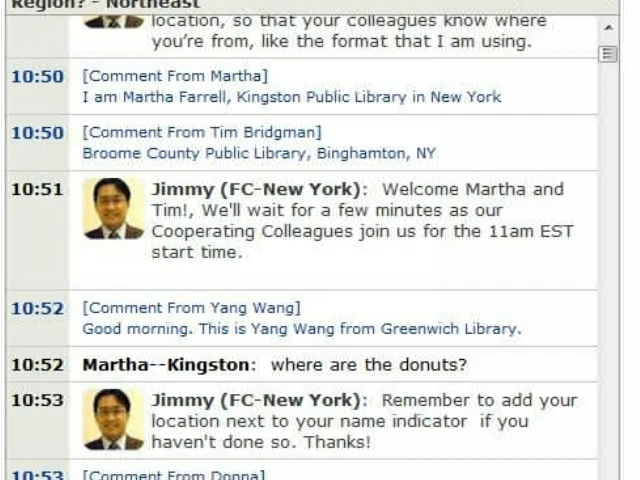 Region? - Northeast
location, so that your colleagues know where
you're from, like the format that I am using.
10:50 [Comment From Martha]
I am Martha Farrell, Kingston Public Library in New York
10:50 [Comment From Tim Bridgman]
Broome County Public Library, Binghamton, NY
10:51 Jimmy (FC-New York): Welcome Martha and
Tim!, We'll wait for a few minutes as our
Cooperating Colleagues join us for the 11am EST
start time.
10:52 [Comment From Yang Wang]
Good morning. This is Yang Wang from Greenwich Library.
10:52 Martha--Kingston: where are the donuts?
10:53 Jimmy (FC-New York): Remember to add your
location next to your name indicator if you
haven't done so. Thanks!
10:53 [Comment From Donna]